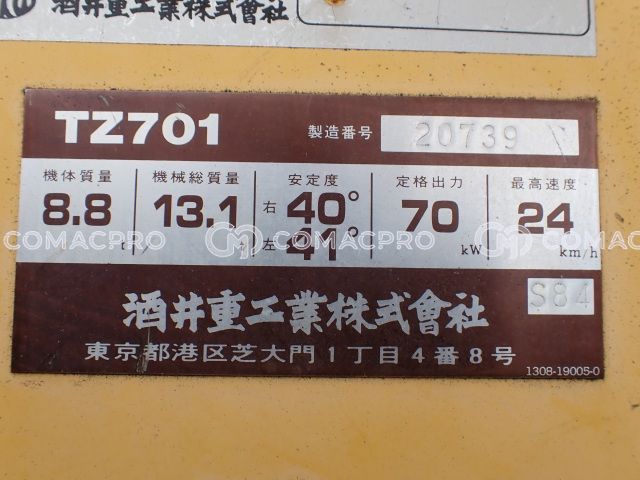 酒井重工業株式會社
TZ701 製造番号 20739
機体質量 機械総質量 安定度 定格出力 最高速度
8.8 t 13.1 t 右 40° 左 41° 70 kW 24 km/h
COMACPRO COMACPRO COMACPRO COMACPRO
S84
酒井重工業株式會社
東京都港区芝大門1丁目4番8号
1308-19005-0